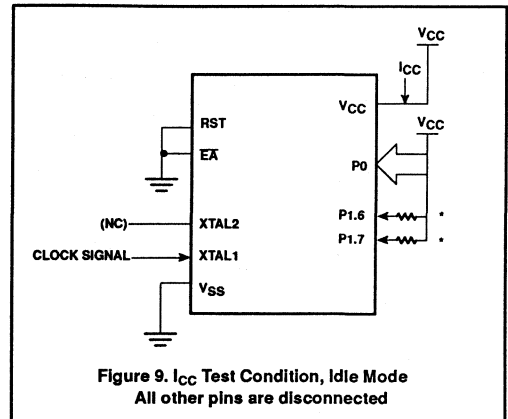 VCC
ICC
VCC
VCC
RST
EA
P0
(NC)
XTAL2
P1.6
*
P1.7
*
CLOCK SIGNAL
XTAL1
VSS
Figure 9. ICC Test Condition, Idle Mode
All other pins are disconnected